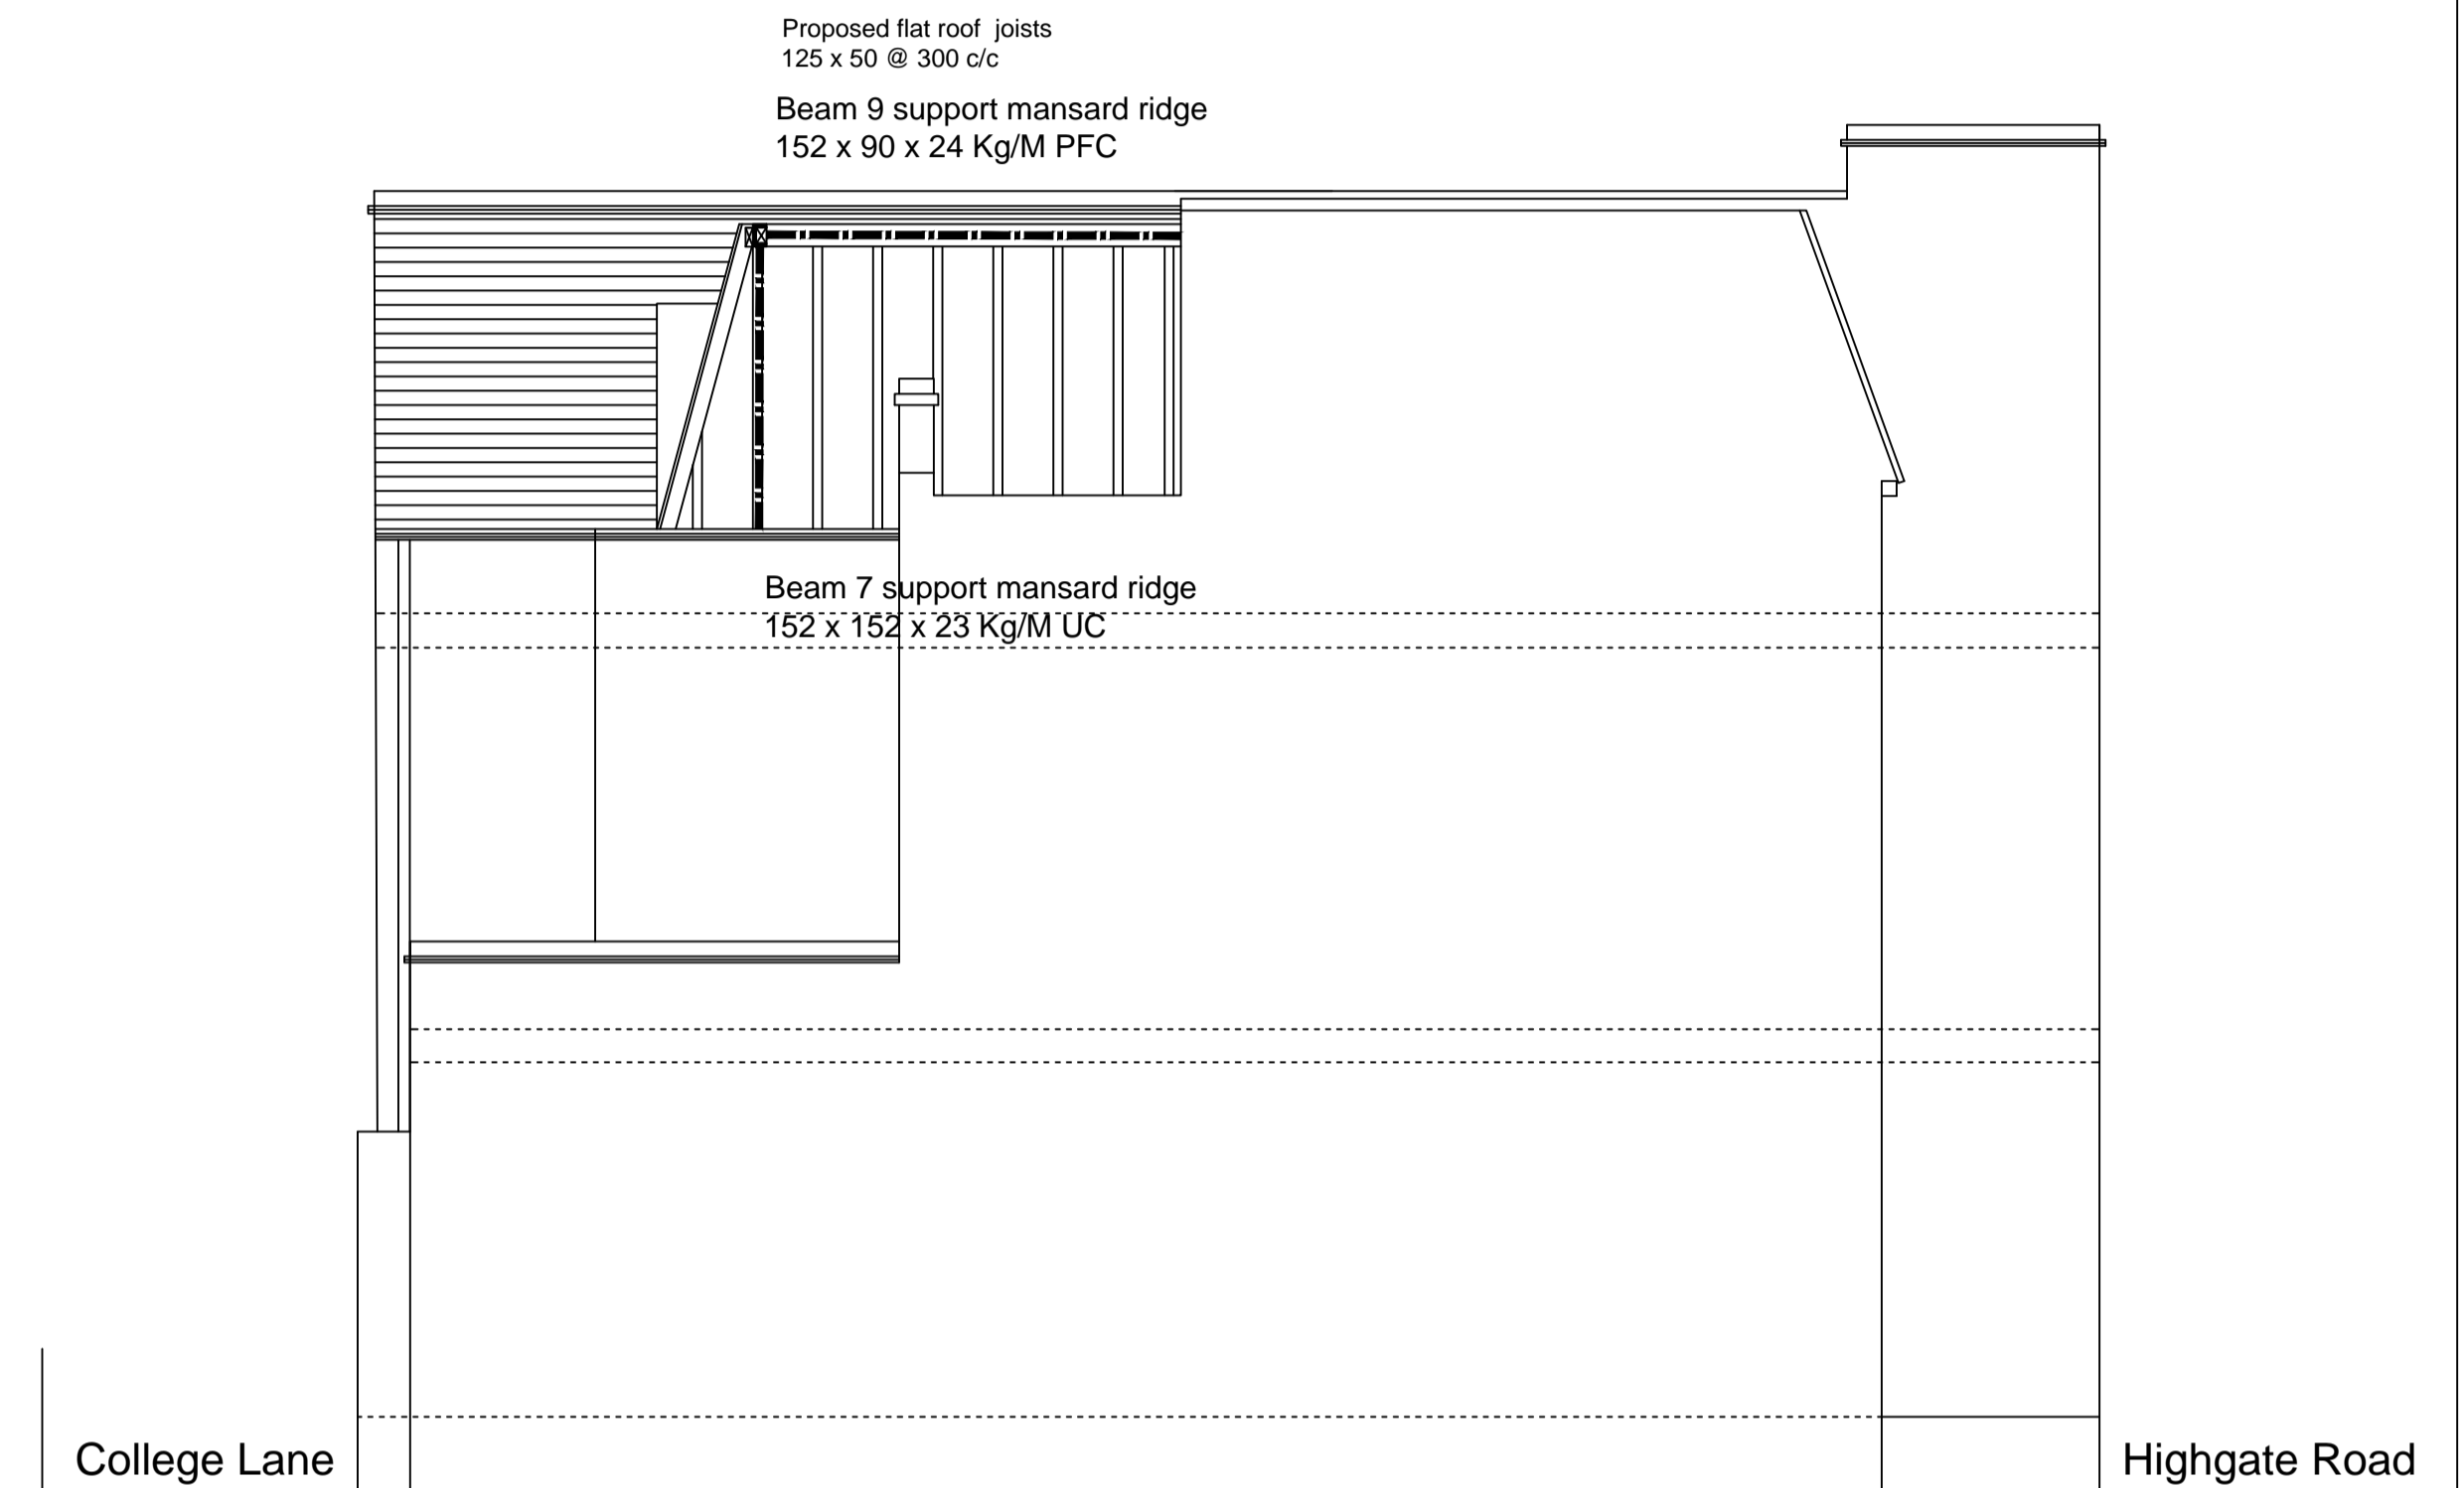 Proposed flat roof  joists
125 x 50 @ 300 c/c
Beam 9 support mansard ridge
152 x 90 x 24 Kg/M PFC
Beam 7 support mansard ridge
152 x 152 x 23 Kg/M UC
College Lane
Highgate Road